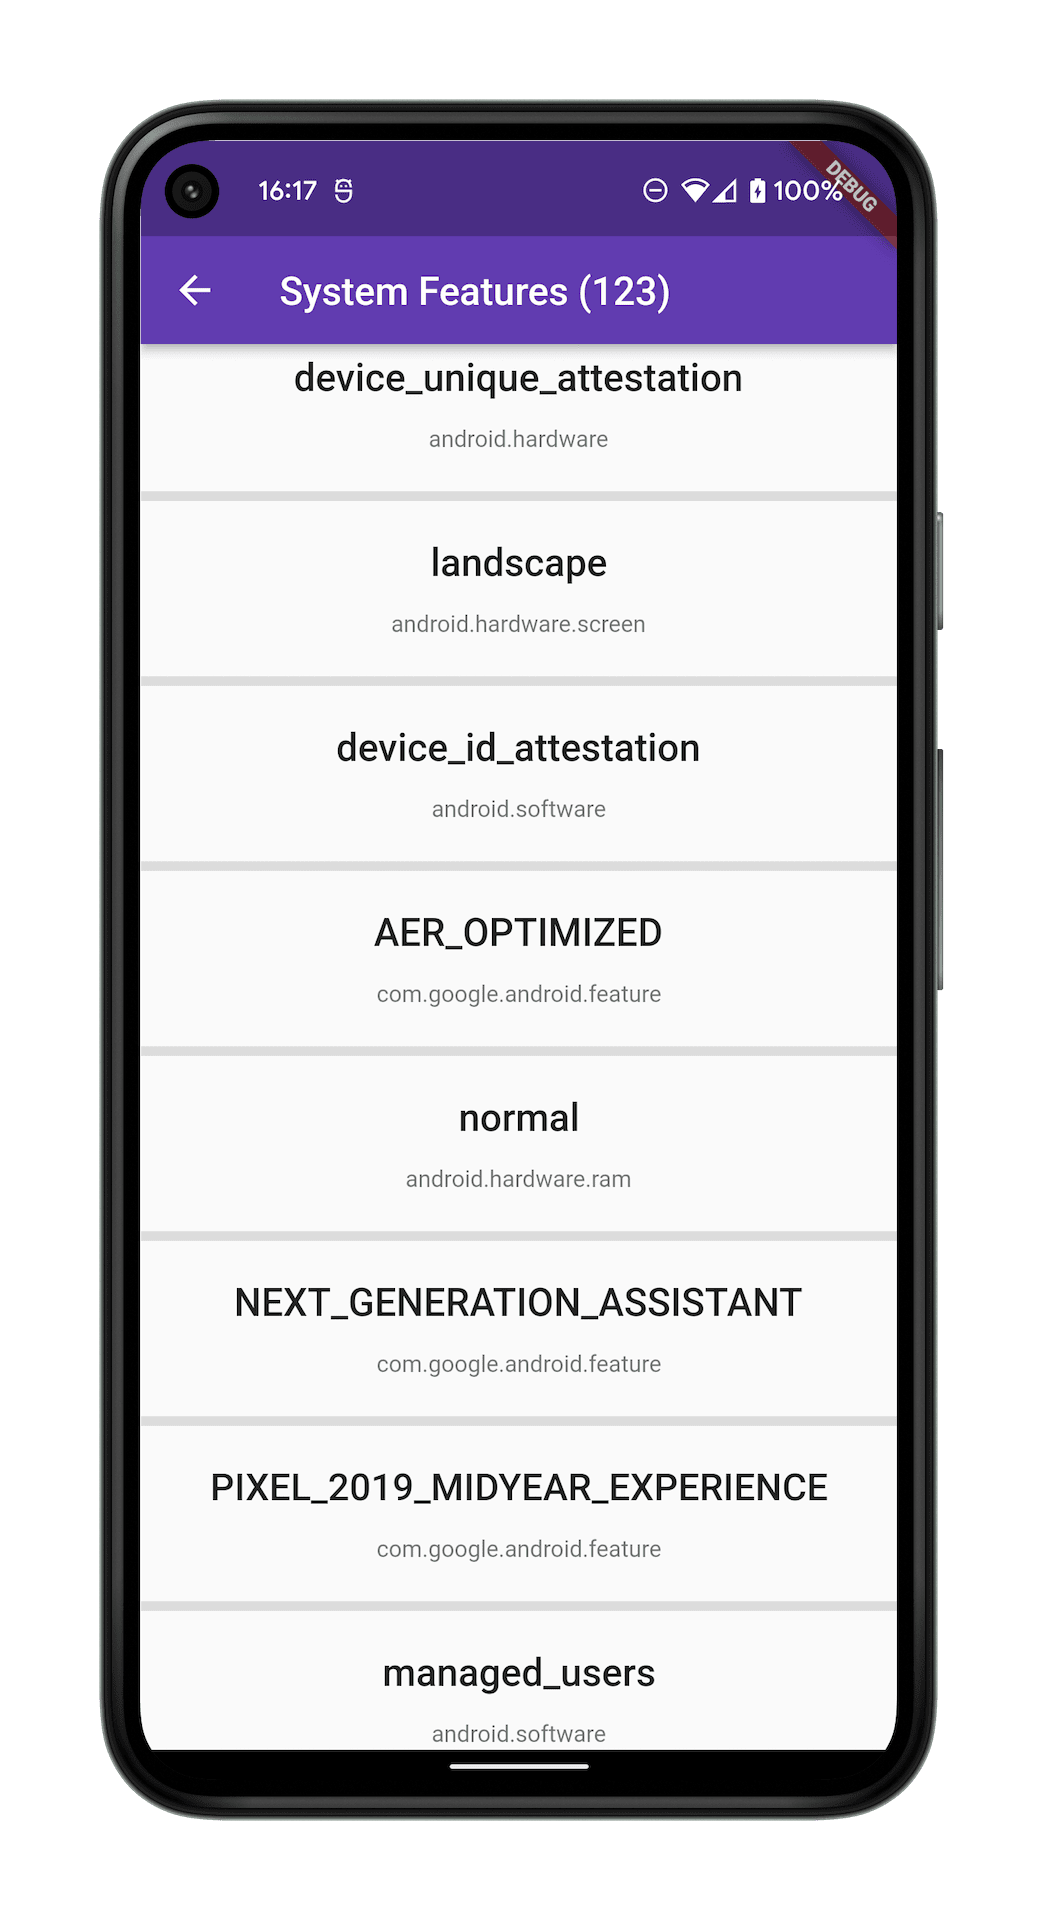 16:17
100%
DEBUG
System Features (123)
device_unique_attestation
android.hardware
landscape
android.hardware.screen
device_id_attestation
android.software
AER_OPTIMIZED
com.google.android.feature
normal
android.hardware.ram
NEXT_GENERATION_ASSISTANT
com.google.android.feature
PIXEL_2019_MIDYEAR_EXPERIENCE
com.google.android.feature
managed_users
android.software